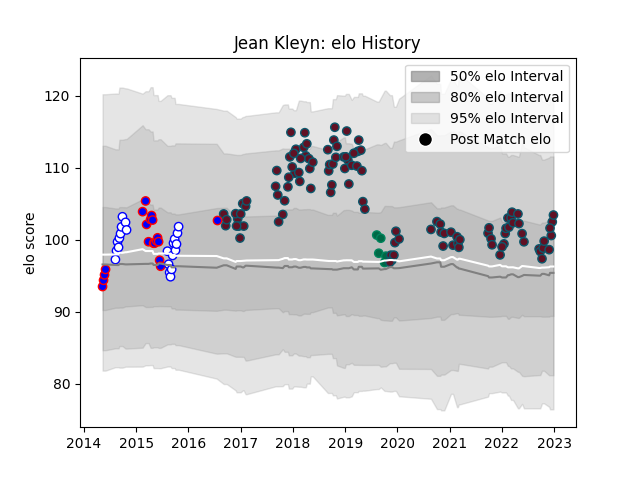 Jean Kleyn: elo History
50% elo Interval
80% elo Interval
95% elo Interval
Post Match elo
elo score
120
110
100
90
80
2014 2015 2016 2017 2018 2019 2020 2021 2022 2023